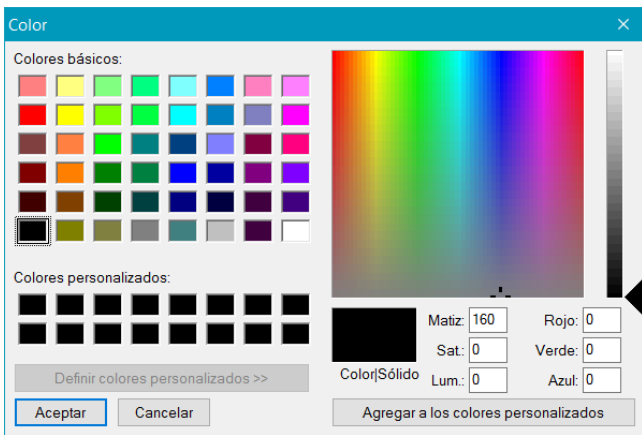 Color
Colores básicos:
Colores personalizados:
Definir colores personalizados >>
Aceptar Cancelar
Color|Sólido
Matiz: 160 Rojo: 0
Sat.: 0 Verde: 0
Lum.: 0 Azul: 0
Agregar a los colores personalizados